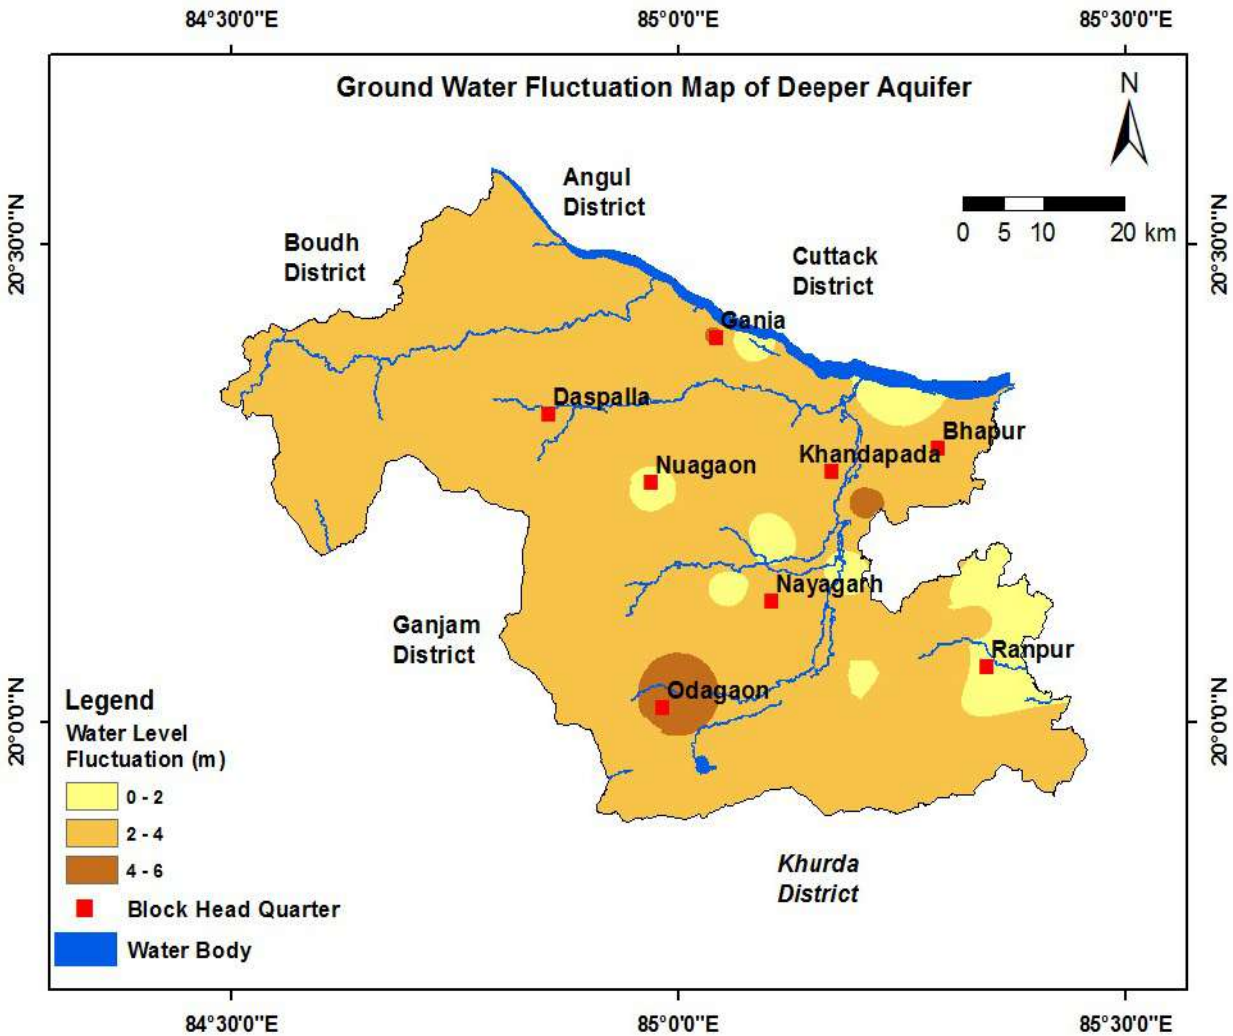 84°30'0"E 85°0'0"E 85°30'0"E
Ground Water Fluctuation Map of Deeper Aquifer
N
0 5 10 20 km
20°30'0"N
20°30'0"N
Angul
District
Boudh
District
Cuttack
District
Gania
Daspalla
Bhapur
Khandapada
Nuagaon
Nayagarh
Ganjam
District
Ranpur
Odagaon
20°0'0"N
20°0'0"N
Legend
Water Level
Fluctuation (m)
0 - 2
2 - 4
4 - 6
Block Head Quarter
Water Body
Khurda
District
84°30'0"E 85°0'0"E 85°30'0"E